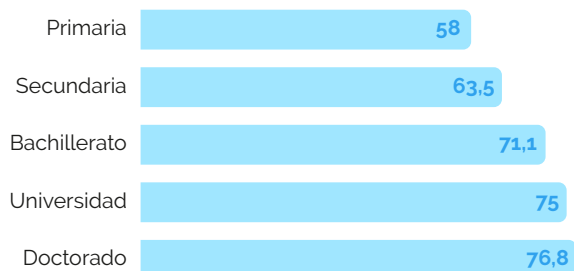 Primaria 58
Secundaria 63,5
Bachillerato 71,1
Universidad 75
Doctorado 76,8